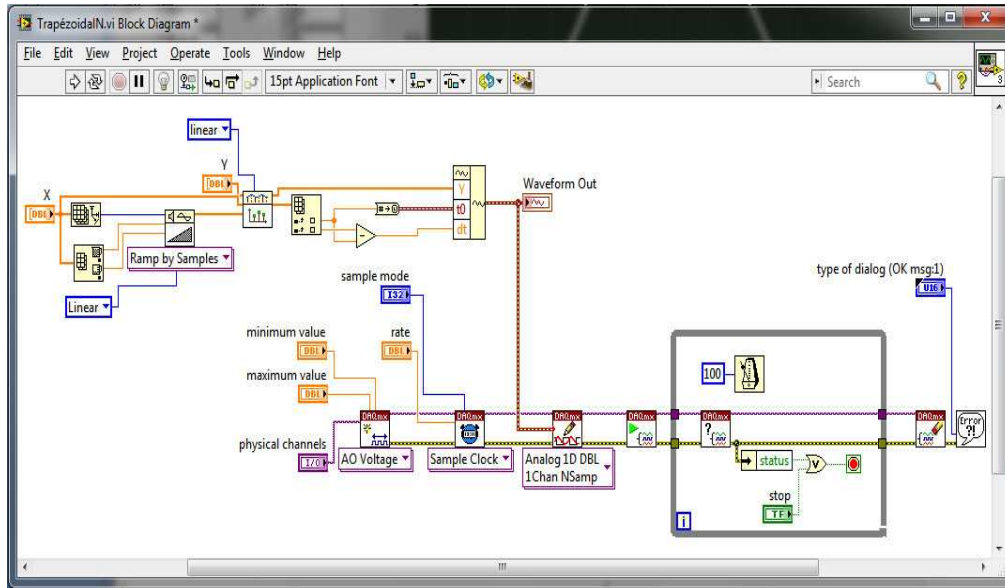 TrapézoidalN.vi Block Diagram *
File Edit View Project Operate Tools Window Help
15pt Application Font
Search
3
linear
Y
DBL
X
DBL
Ramp by Samples
Linear
Y
t0
dt
Waveform Out
sample mode
I32
type of dialog (OK msg:1)
U16
minimum value
DBL
rate
DBL
maximum value
DBL
100
physical channels
I/O
DAQmx
DAQmx
DAQmx
DAQmx
DAQmx
DAQmx
Error
?!
AO Voltage
Sample Clock
Analog 1D DBL
1Chan NSamp
status
stop
TF
i